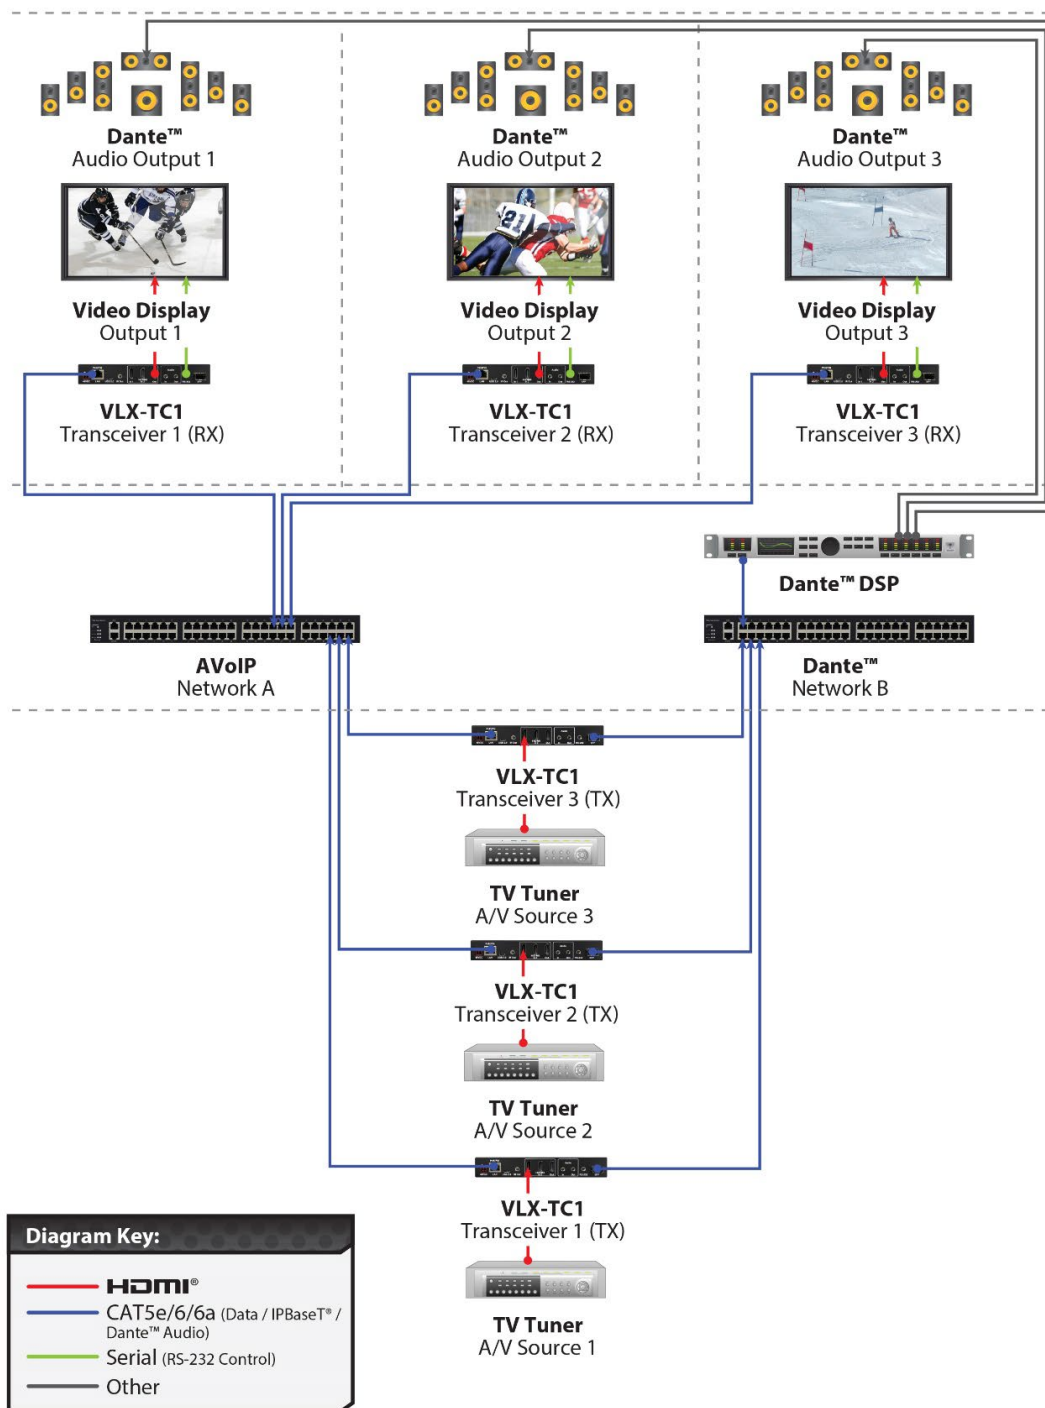 Dante™
Audio Output 1
Dante™
Audio Output 2
Dante™
Audio Output 3
21
Video Display
Output 1
Video Display
Output 2
Video Display
Output 3
VLX-TC1
Transceiver 1 (RX)
VLX-TC1
Transceiver 2 (RX)
VLX-TC1
Transceiver 3 (RX)
Dante™ DSP
AVoIP
Network A
Dante™
Network B
VLX-TC1
Transceiver 3 (TX)
TV Tuner
A/V Source 3
VLX-TC1
Transceiver 2 (TX)
TV Tuner
A/V Source 2
VLX-TC1
Transceiver 1 (TX)
TV Tuner
A/V Source 1
Diagram Key:
HDMI®
CAT5e/6/6a (Data / IPBaseT® /
Dante™ Audio)
Serial (RS-232 Control)
Other